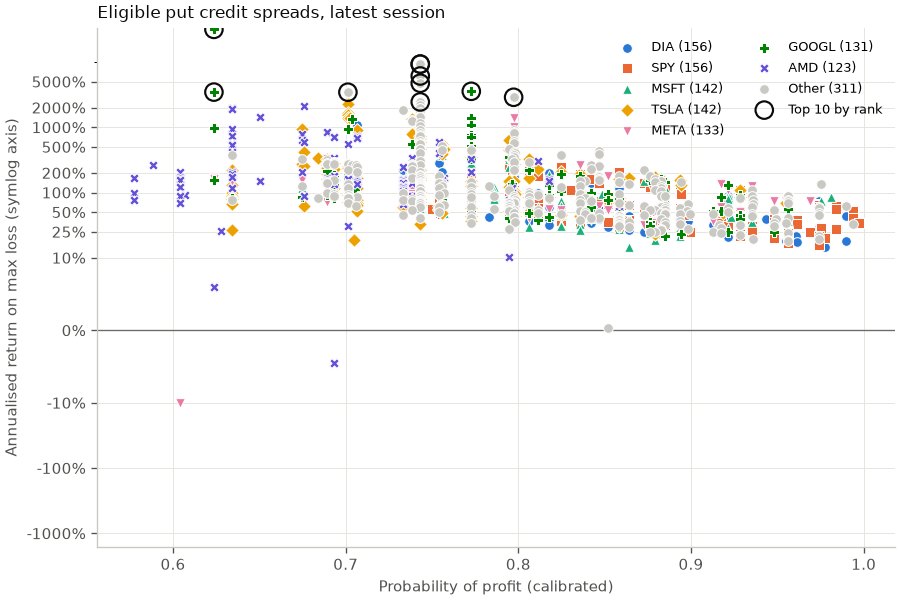 Eligible put credit spreads, latest session
DIA (156)
SPY (156)
MSFT (142)
TSLA (142)
META (133)
GOOGL (131)
AMD (123)
Other (311)
Top 10 by rank
Annualised return on max loss (symlog axis)
5000%
2000%
1000%
500%
200%
100%
50%
25%
10%
0%
-10%
-100%
-1000%
0.6
0.7
0.8
0.9
1.0
Probability of profit (calibrated)